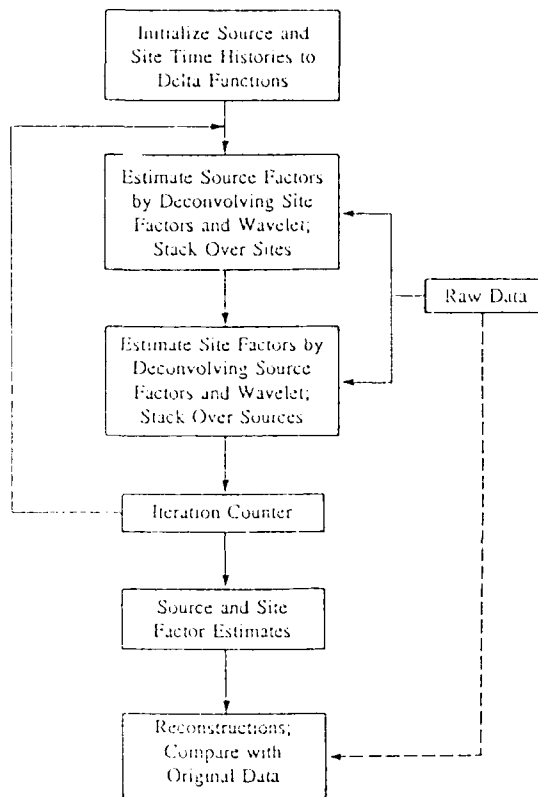 Initialize Source and
Site Time Histories to
Delta Functions
Estimate Source Factors
by Deconvolving Site
Factors and Wavelet;
Stack Over Sites
Raw Data
Estimate Site Factors by
Deconvolving Source
Factors and Wavelet;
Stack Over Sources
Iteration Counter
Source and Site
Factor Estimates
Reconstructions;
Compare with
Original Data